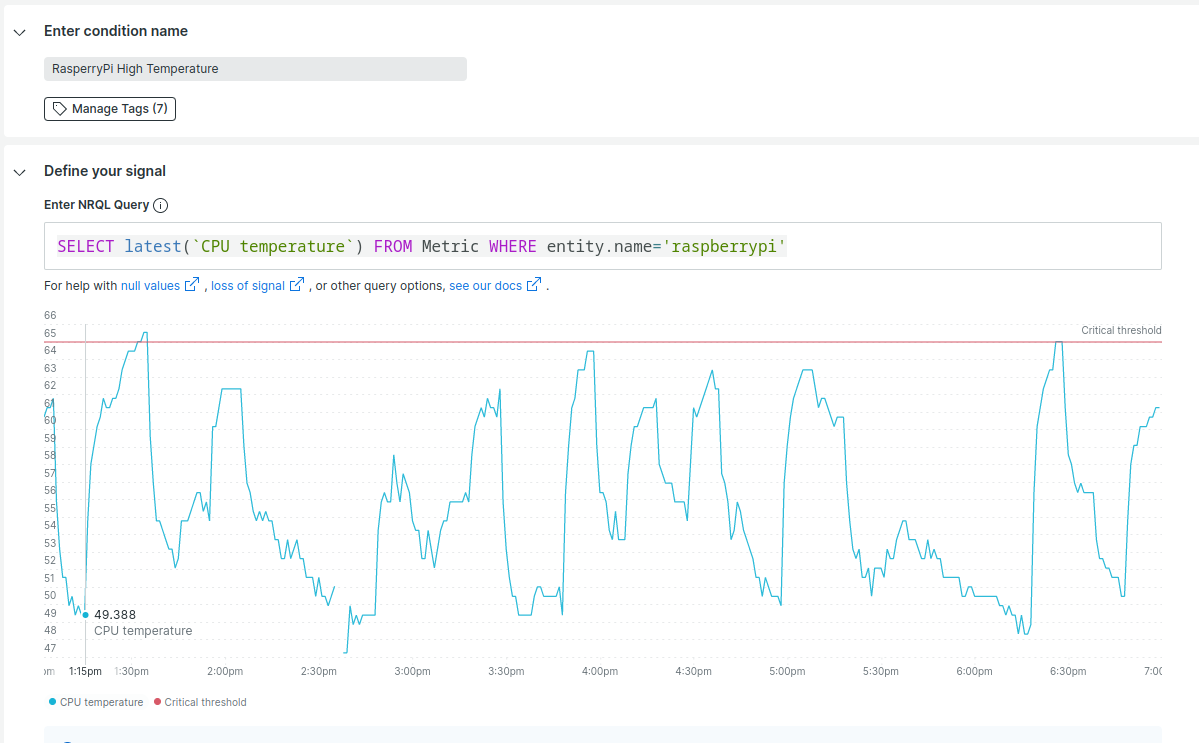 Enter condition name
RasperryPi High Temperature
Manage Tags (7)
Define your signal
Enter NRQL Query
SELECT latest(`CPU temperature`) FROM Metric WHERE entity.name='raspberrypi'
For help with null values , loss of signal , or other query options, see our docs .
66
65
Critical threshold
64
63
62
61
60
59
58
57
56
55
54
53
52
51
50
49
48
47
49.388
CPU temperature
pm 1:15pm 1:30pm 2:00pm 2:30pm 3:00pm 3:30pm 4:00pm 4:30pm 5:00pm 5:30pm 6:00pm 6:30pm 7:00
CPU temperature Critical threshold